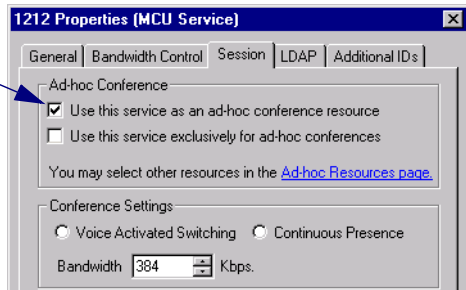 1212 Properties (MCU Service)
General Bandwidth Control Session LDAP Additional IDs
Ad-hoc Conference
Use this service as an ad-hoc conference resource
Use this service exclusively for ad-hoc conferences
You may select other resources in the Ad-hoc Resources page.
Conference Settings
Voice Activated Switching Continuous Presence
Bandwidth 384 Kbps.